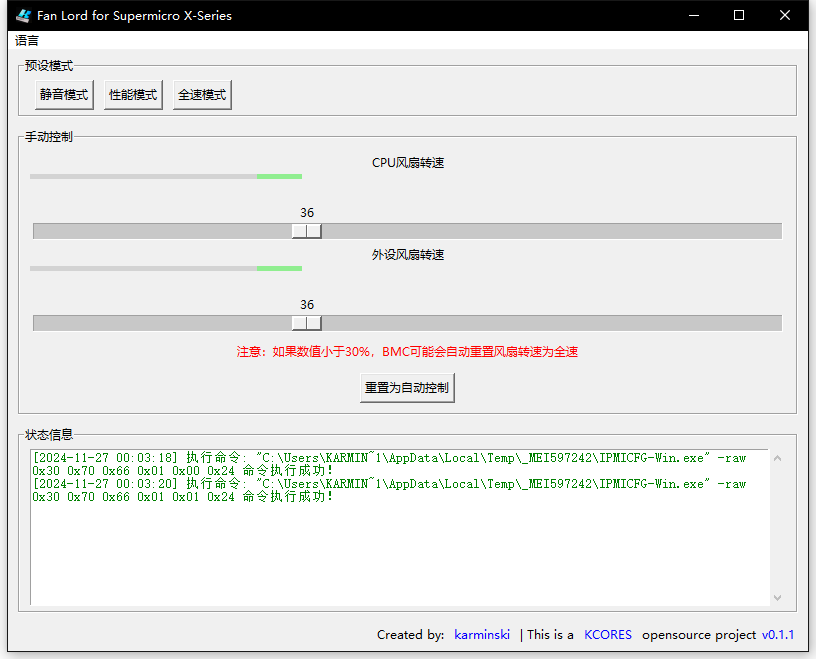 Fan Lord for Supermicro X-Series
语言
预设模式
静音模式 性能模式 全速模式
手动控制
CPU风扇转速
36
外设风扇转速
36
注意：如果数值小于30%，BMC可能会自动重置风扇转速为全速
重置为自动控制
状态信息
[2024-11-27 00:03:18] 执行命令: "C:\Users\KARMIN~1\AppData\Local\Temp\_MEI597242\IPMICFG-Win.exe" -raw
0x30 0x70 0x66 0x01 0x00 0x24 命令执行成功!
[2024-11-27 00:03:20] 执行命令: "C:\Users\KARMIN~1\AppData\Local\Temp\_MEI597242\IPMICFG-Win.exe" -raw
0x30 0x70 0x66 0x01 0x01 0x24 命令执行成功!
Created by: karminski | This is a KCORES opensource project v0.1.1